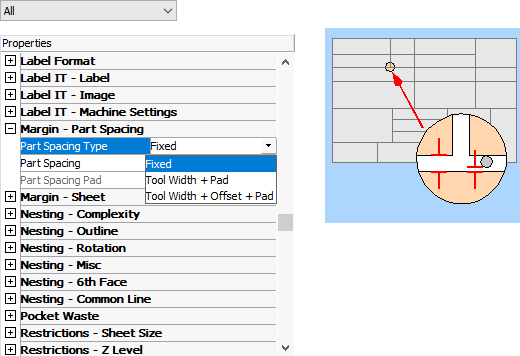 All
Properties
Label Format
Label IT - Label
Label IT - Image
Label IT - Machine Settings
Margin - Part Spacing
Part Spacing Type Fixed
Part Spacing Fixed
Part Spacing Pad Tool Width + Pad
Margin - Sheet Tool Width + Offset + Pad
Nesting - Complexity
Nesting - Outline
Nesting - Rotation
Nesting - Misc
Nesting - 6th Face
Nesting - Common Line
Pocket Waste
Restrictions - Sheet Size
Restrictions - Z Level